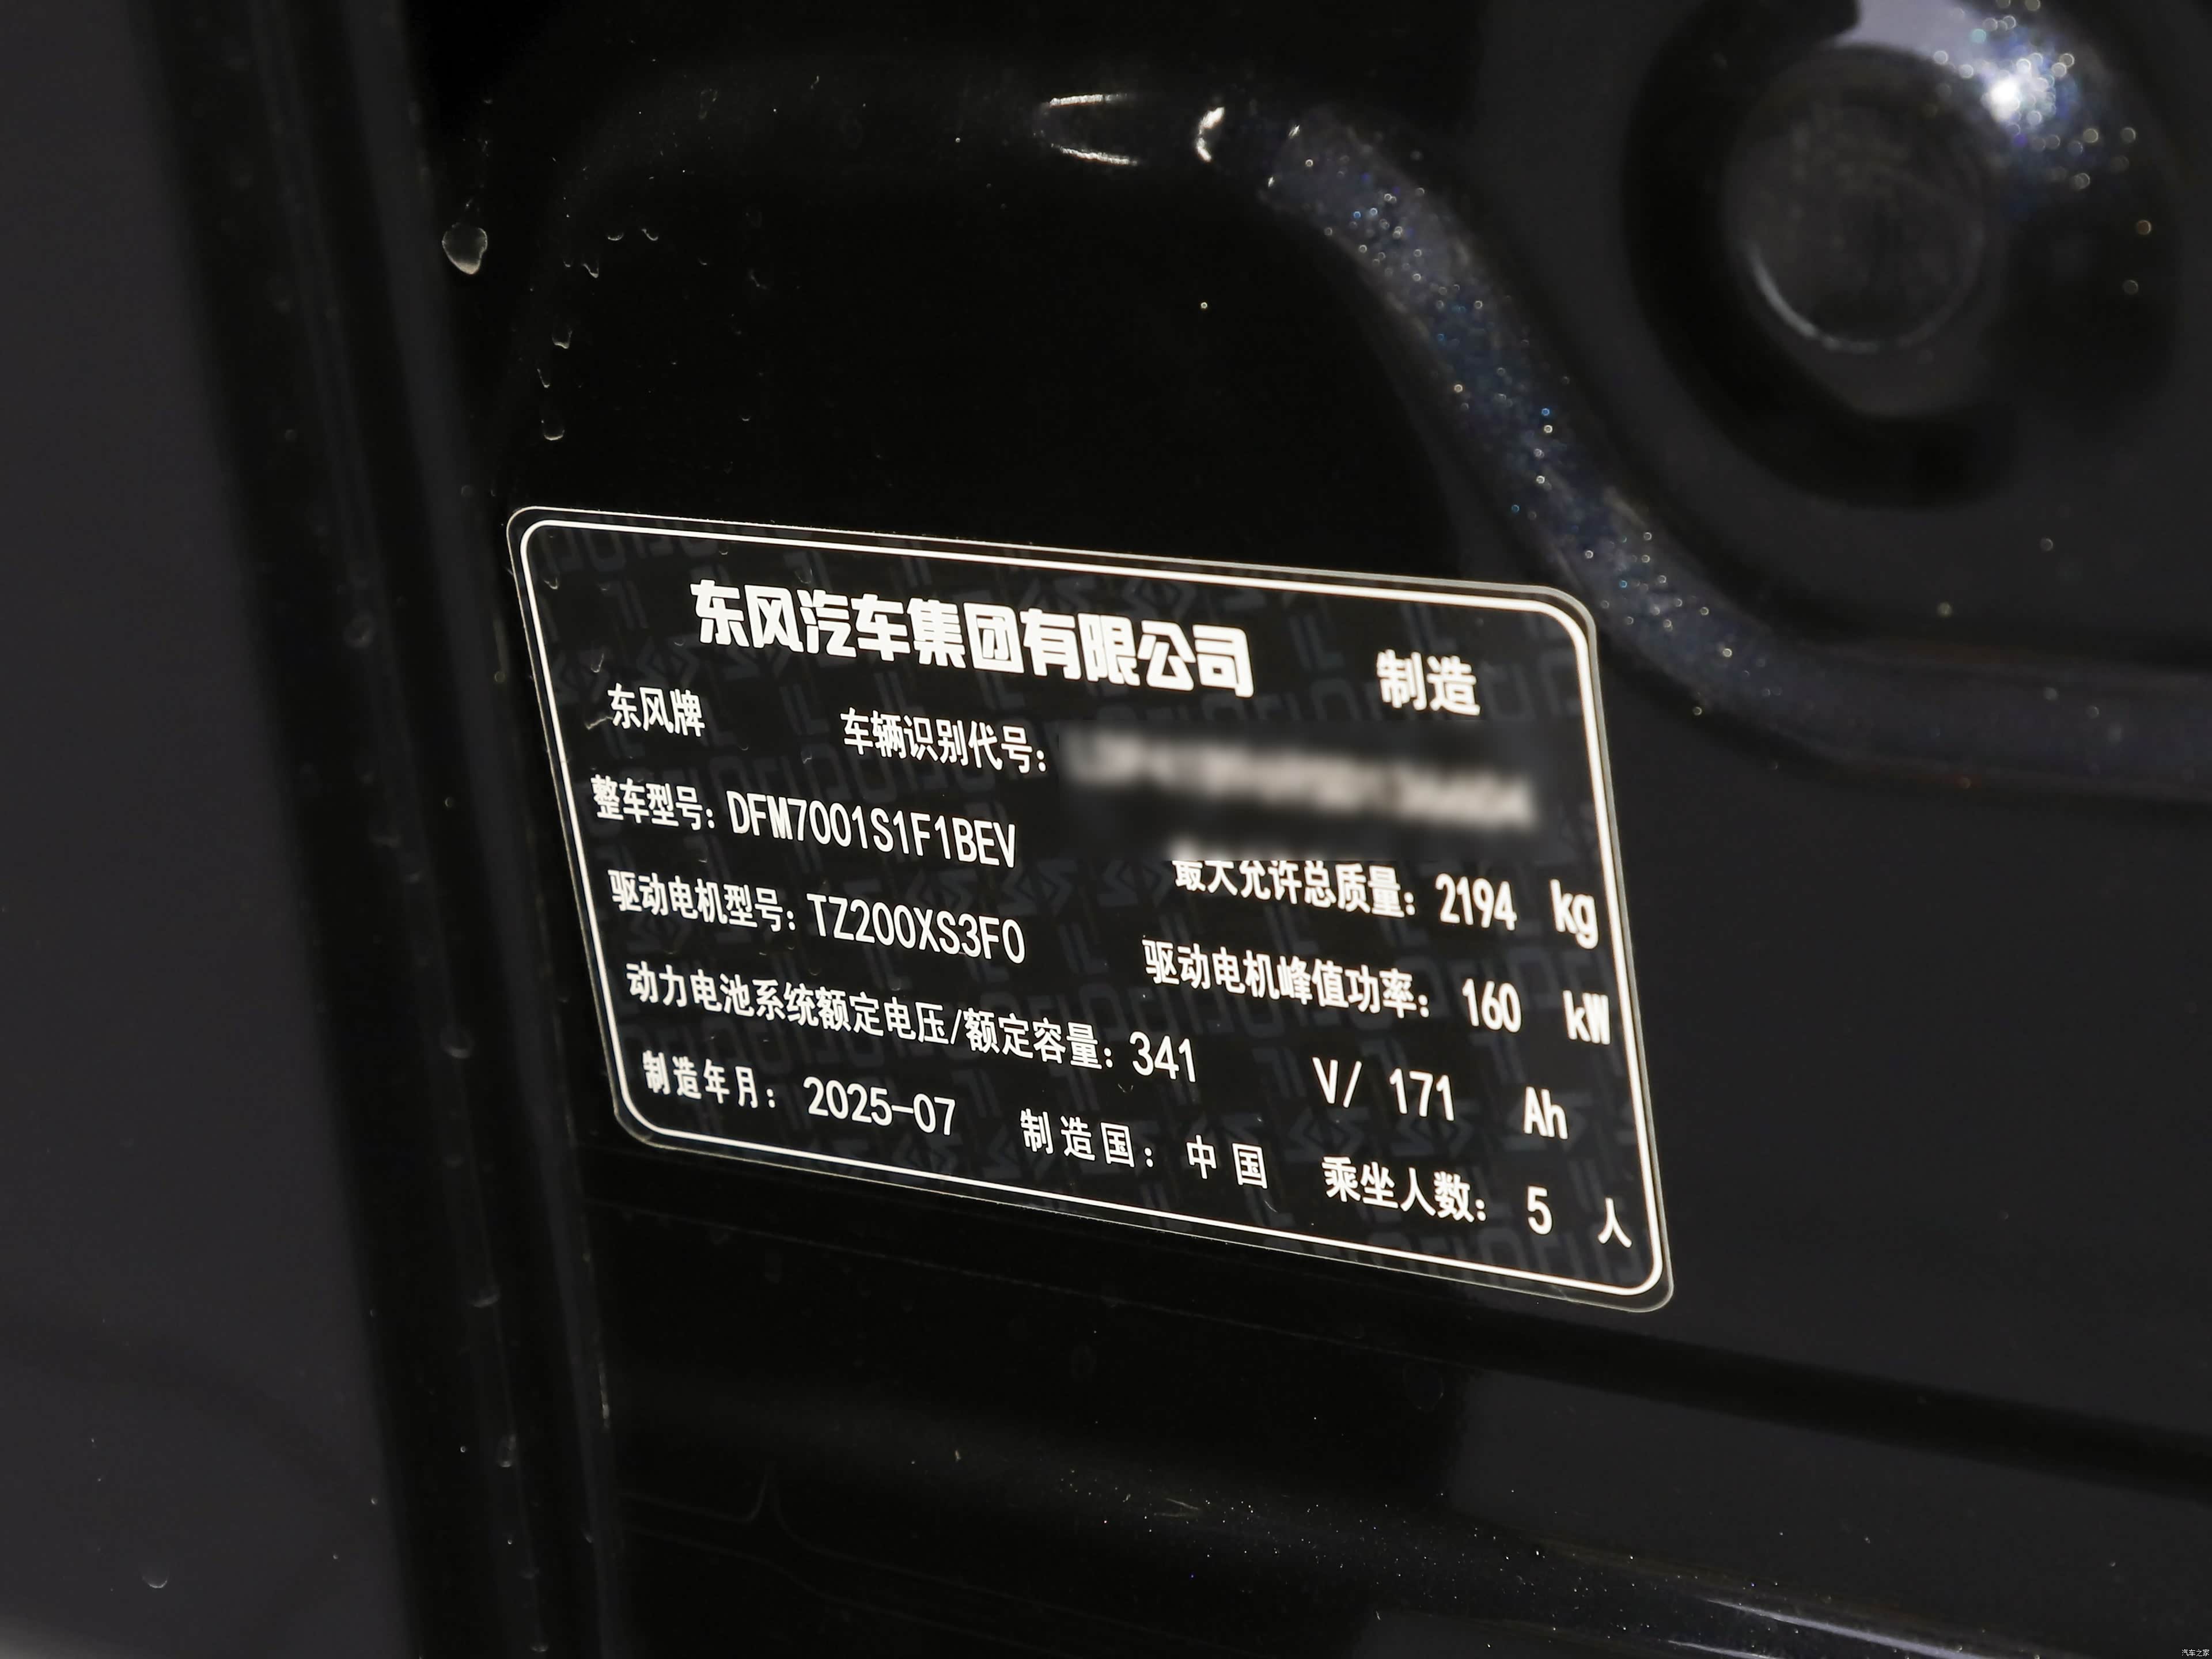 东风汽车集团有限公司 制造
东风牌 车辆识别代号:
整车型号: DFM7001S1F1BEV 最大允许总质量: 2194 kg
驱动电机型号: TZ200XS3F0 驱动电机峰值功率: 160 kW
动力电池系统额定电压/额定容量: 341 V/ 171 Ah
制造年月: 2025-07 制造国: 中国 乘坐人数: 5 人
汽车之家